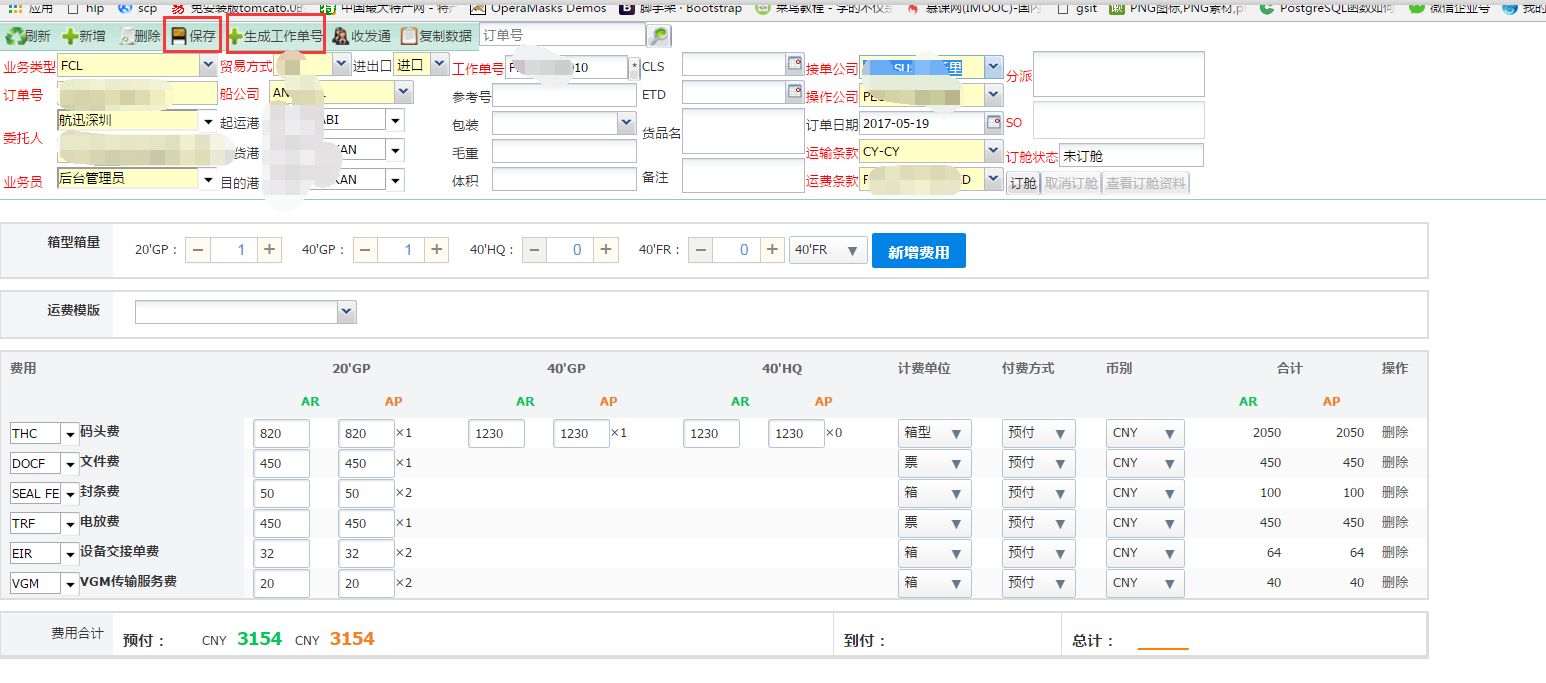 应用 hlp scp 免安装版tomcat6.0 中国最大特产网 - 特产 OperaMasks Demos 脚手架 · Bootstrap 菜鸟教程 - 学的不仅是 慕课网(IMOOC)-国内 gsit PNG图标,PNG素材,p PostgreSQL函数如何 微信企业号 我的
刷新 新增 删除 保存 生成工作单号 收发通 复制数据 订单号
业务类型 FCL 贸易方式 进出口 进口 工作单号 10 * CLS 接单公司 SU 分派
订单号 船公司 AN 参考号 ETD 操作公司
委托人 航迅深圳 起运港 ABI 包装 货品名 订单日期 2017-05-19 SO
货港 AN 毛重 运输条款 CY-CY 订舱状态 未订舱
业务员 后台管理员 目的港 KAN 体积 备注 运费条款 D 订舱 取消订舱 查看订舱资料
箱型箱量 20'GP : − 1 + 40'GP : − 1 + 40'HQ : − 0 + 40'FR : − 0 + 40'FR ▼ 新增费用
运费模版
费用 20'GP 40'GP 40'HQ 计费单位 付费方式 币别 合计 操作
AR AP AR AP AR AP AR AP
THC 码头费 820 820 ×1 1230 1230 ×1 1230 1230 ×0 箱型 ▼ 预付 ▼ CNY ▼ 2050 2050 删除
DOCF 文件费 450 450 ×1 票 ▼ 预付 ▼ CNY ▼ 450 450 删除
SEAL FE 封条费 50 50 ×2 箱 ▼ 预付 ▼ CNY ▼ 100 100 删除
TRF 电放费 450 450 ×1 票 ▼ 预付 ▼ CNY ▼ 450 450 删除
EIR 设备交接单费 32 32 ×2 箱 ▼ 预付 ▼ CNY ▼ 64 64 删除
VGM VGM传输服务费 20 20 ×2 箱 ▼ 预付 ▼ CNY ▼ 40 40 删除
费用合计 预付 : CNY 3154 CNY 3154 到付 : 总计 :